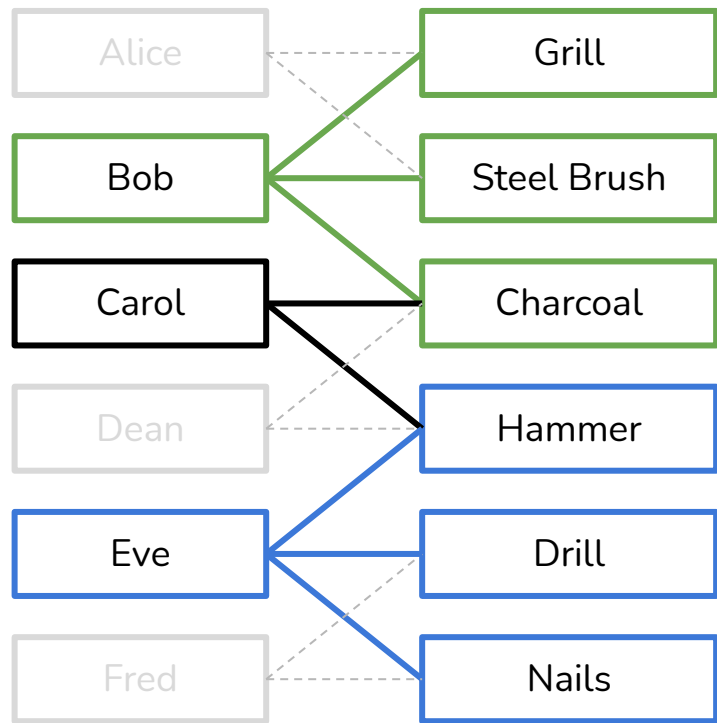 Alice
Grill
Bob
Steel Brush
Carol
Charcoal
Dean
Hammer
Eve
Drill
Fred
Nails